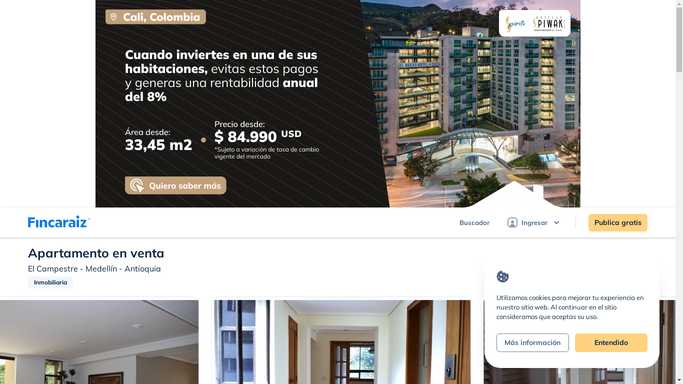 Cali, Colombia
Cuando inviertes en una de sus
habitaciones, evitas estos pagos
y generas una rentabilidad anual
del 8%
Área desde:
33,45 m2
Precio desde:
$ 84.990 USD
*Sujeto a variación de tasa de cambio
vigente del mercado
Quiero saber más
SPIWAK
Fincaraiz
Buscador
Ingresar
Publica gratis
Apartamento en venta
El Campestre - Medellín - Antioquia
Inmobiliaria
Utilizamos cookies para mejorar tu experiencia en
nuestro sitio web. Al continuar en el sitio
consideramos que aceptas su uso.
Más información
Entendido